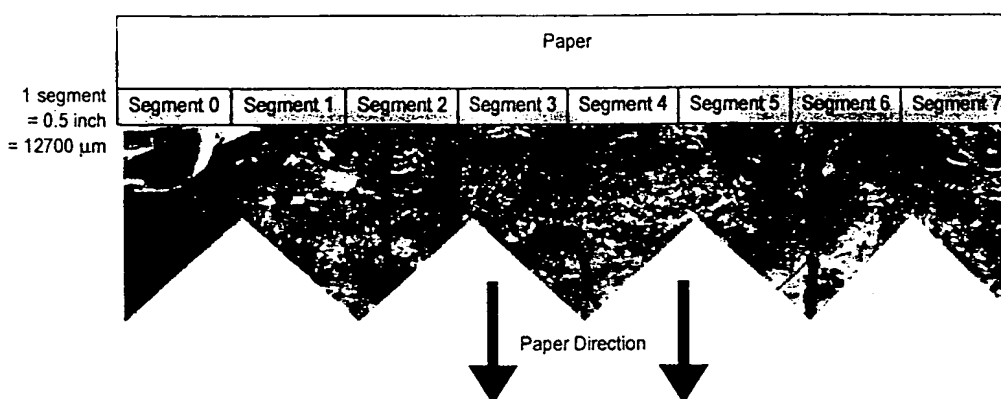 Paper
1 segment
= 0.5 inch
= 12700 µm
Segment 0 Segment 1 Segment 2 Segment 3 Segment 4 Segment 5 Segment 6 Segment 7
Paper Direction